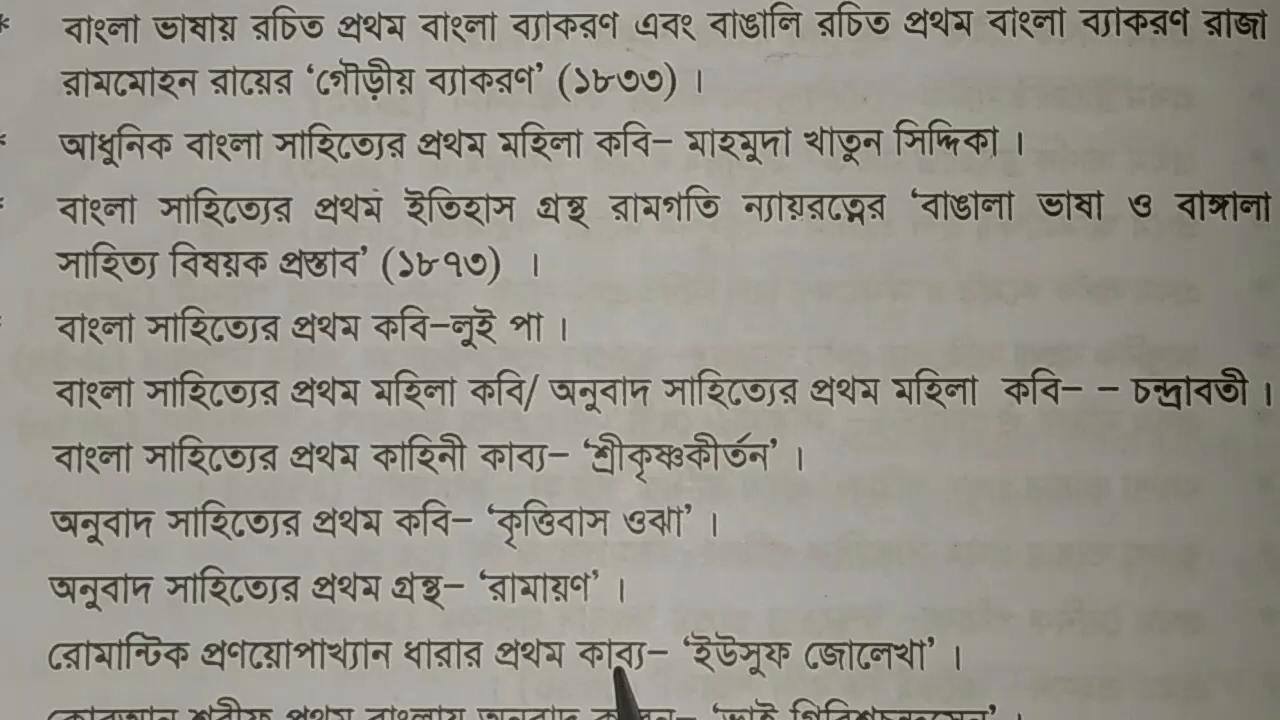 * বাংলা ভাষায় রচিত প্রথম বাংলা ব্যাকরণ এবং বাঙালি রচিত প্রথম বাংলা ব্যাকরণ রাজা
রামমোহন রায়ের ‘গৌড়ীয় ব্যাকরণ’ (১৮৩৩) ।
* আধুনিক বাংলা সাহিত্যের প্রথম মহিলা কবি– মাহমুদা খাতুন সিদ্দিকা ।
* বাংলা সাহিত্যের প্রথম ইতিহাস গ্রন্থ রামগতি ন্যায়রত্নের ‘বাঙালা ভাষা ও বাঙ্গালা
সাহিত্য বিষয়ক প্রস্তাব’ (১৮৭৩) ।
বাংলা সাহিত্যের প্রথম কবি–লুই পা ।
বাংলা সাহিত্যের প্রথম মহিলা কবি/ অনুবাদ সাহিত্যের প্রথম মহিলা কবি– – চন্দ্রাবতী ।
বাংলা সাহিত্যের প্রথম কাহিনী কাব্য– ‘শ্রীকৃষ্ণকীর্তন’ ।
অনুবাদ সাহিত্যের প্রথম কবি– ‘কৃত্তিবাস ওঝা’ ।
অনুবাদ সাহিত্যের প্রথম গ্রন্থ– ‘রামায়ণ’ ।
রোমান্টিক প্রণয়োপাখ্যান ধারার প্রথম কাব্য– ‘ইউসুফ জোলেখা’ ।
প্রথম বাংলায় অনুবাদ